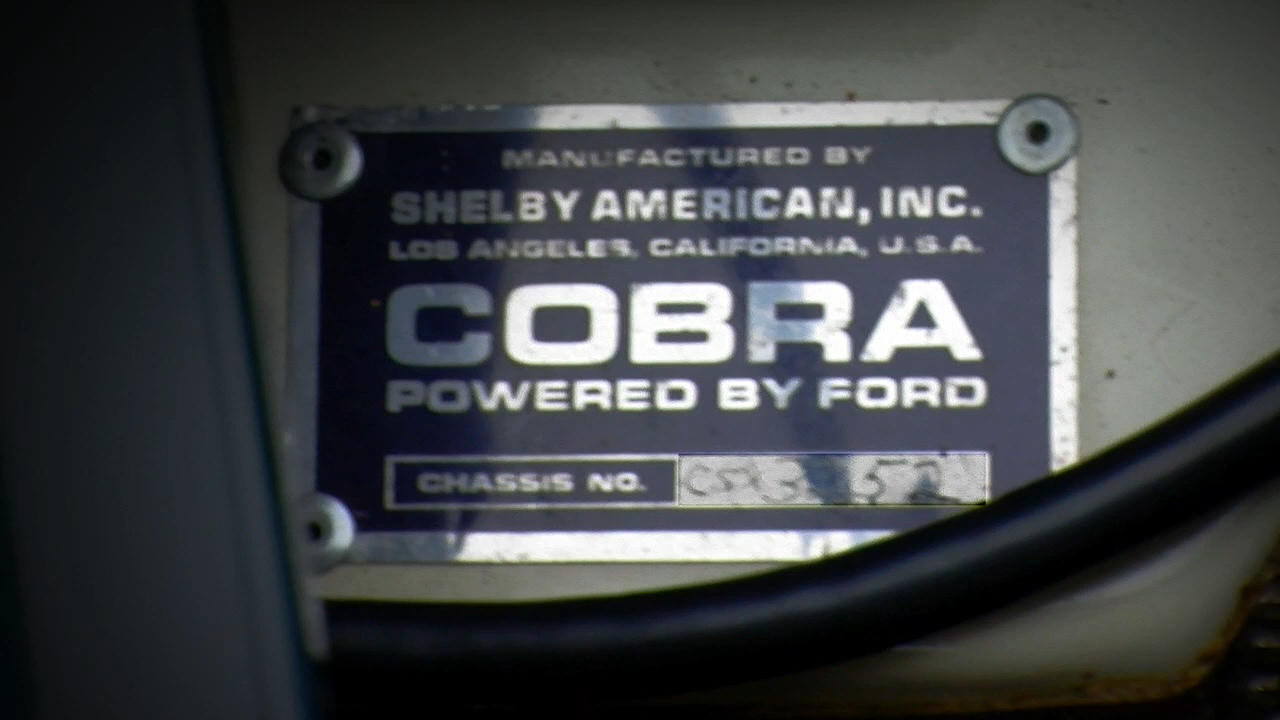 MANUFACTURED BY
SHELBY AMERICAN, INC.
LOS ANGELES, CALIFORNIA, U.S.A.
COBRA
POWERED BY FORD
CHASSIS NO.